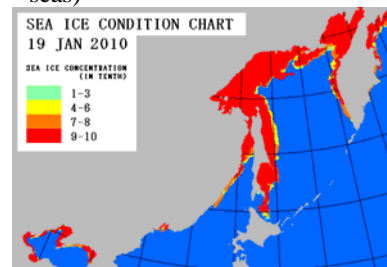 seas)
SEA ICE CONDITION CHART
19 JAN 2010
SEA ICE CONCENTRATION
(IN TENTH)
1-3
4-6
7-8
9-10